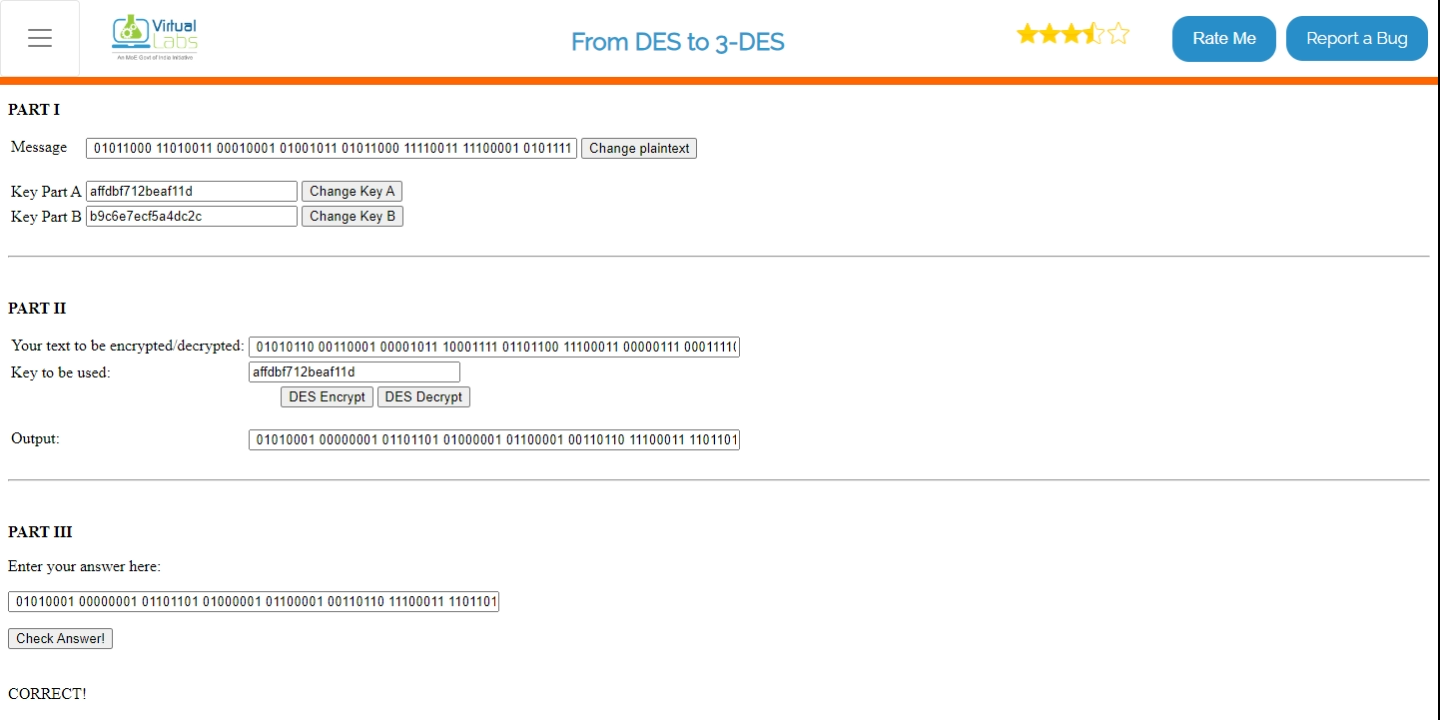 Virtual
Labs
An MoE Govt of India Initiative
From DES to 3-DES
Rate Me
Report a Bug
PART I
Message 01011000 11010011 00010001 01001011 01011000 11110011 11100001 0101111 Change plaintext
Key Part A affdbf712beaf11d Change Key A
Key Part B b9c6e7ecf5a4dc2c Change Key B
PART II
Your text to be encrypted/decrypted: 01010110 00110001 00001011 10001111 01101100 11100011 00000111 0001111
Key to be used: affdbf712beaf11d
DES Encrypt DES Decrypt
Output: 01010001 00000001 01101101 01000001 01100001 00110110 11100011 1101101
PART III
Enter your answer here:
01010001 00000001 01101101 01000001 01100001 00110110 11100011 1101101
Check Answer!
CORRECT!